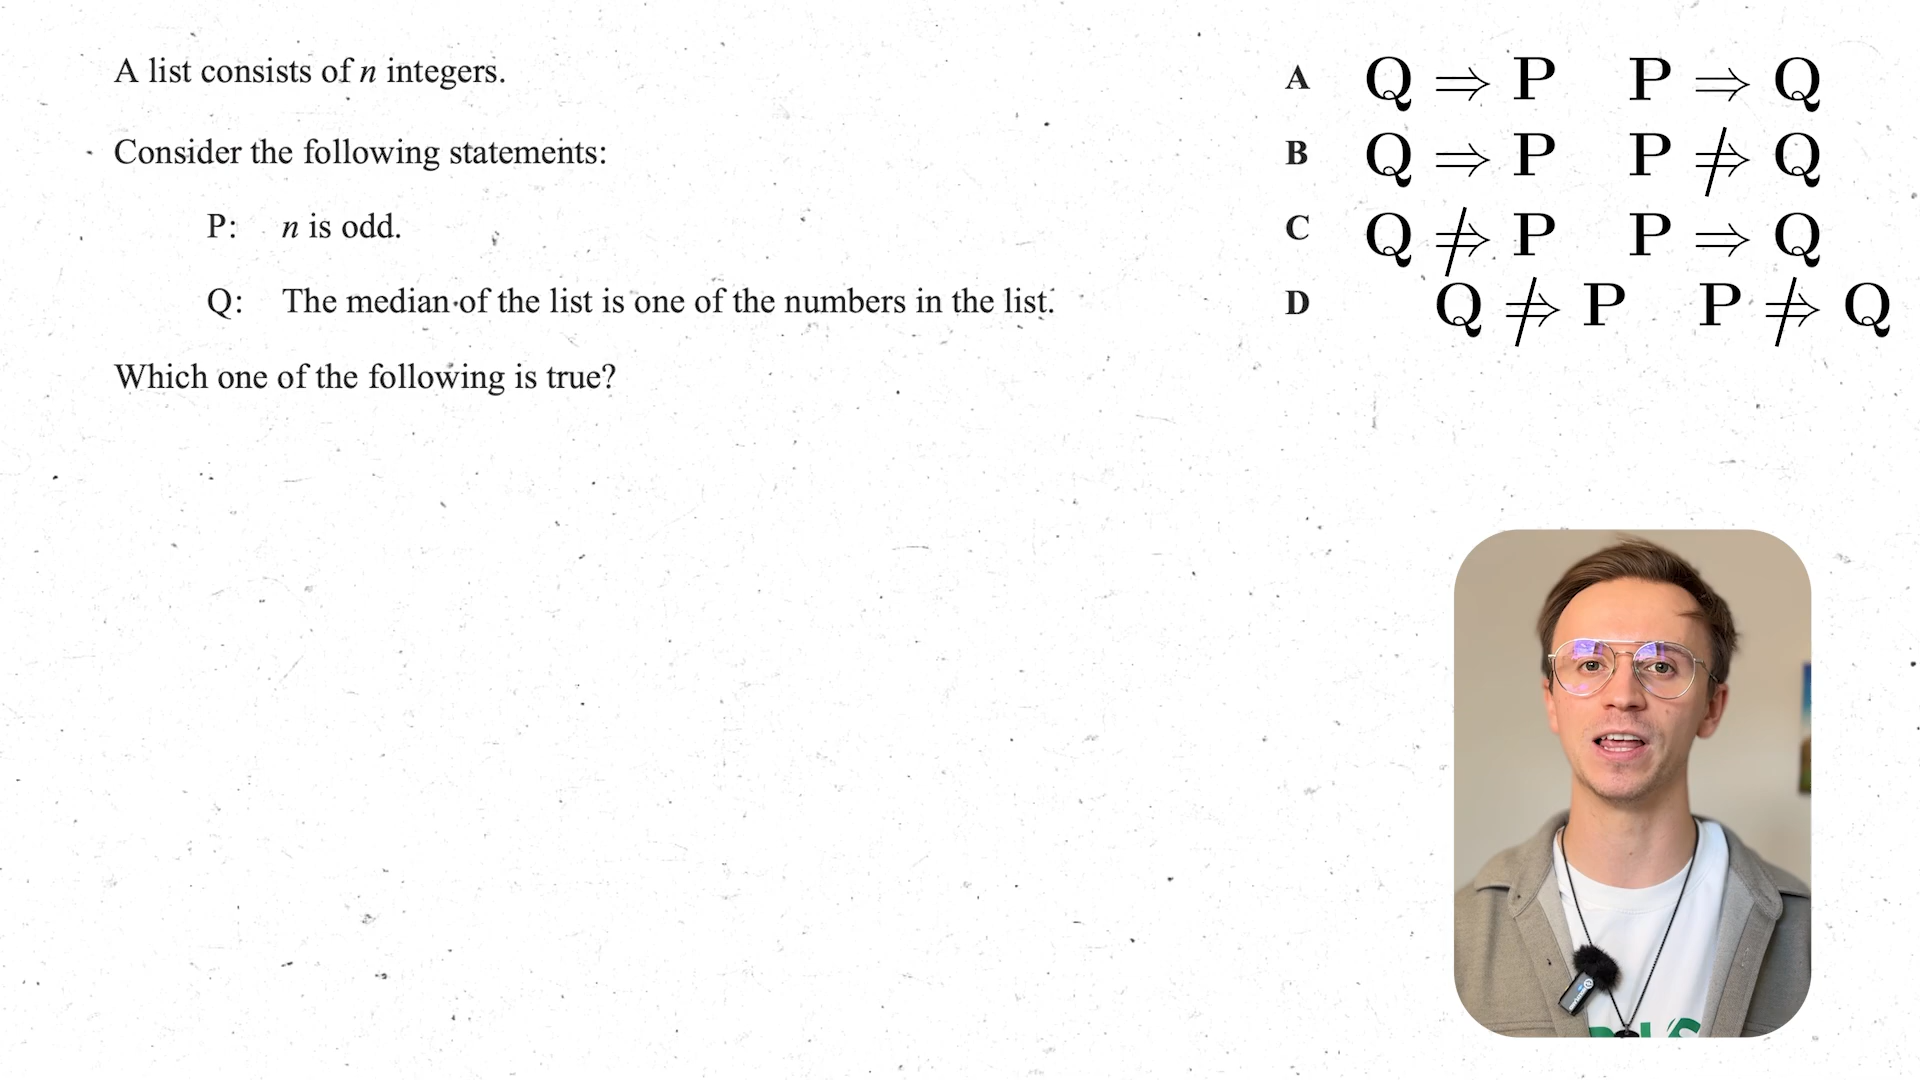 A list consists of n integers.
Consider the following statements:
P: n is odd.
Q: The median of the list is one of the numbers in the list.
Which one of the following is true?
A Q ⇒ P P ⇒ Q
B Q ⇒ P P ⇏ Q
C Q ⇏ P P ⇒ Q
D Q ⇏ P P ⇏ Q